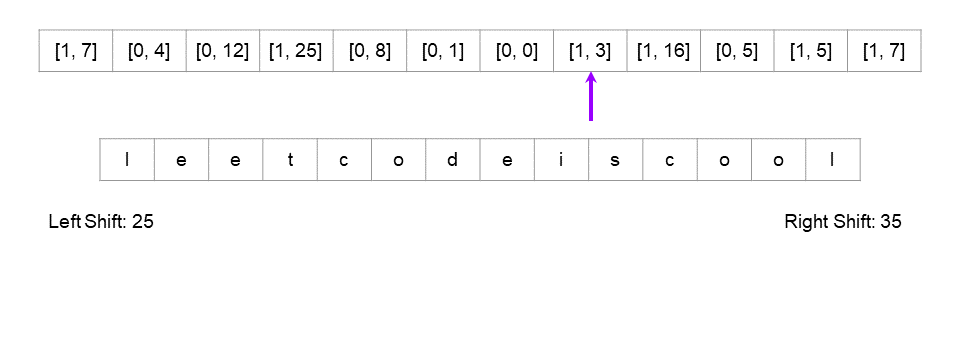 [1, 7] [0, 4] [0, 12] [1, 25] [0, 8] [0, 1] [0, 0] [1, 3] [1, 16] [0, 5] [1, 5] [1, 7]
l e e t c o d e i s c o o l
Left Shift: 25 Right Shift: 35